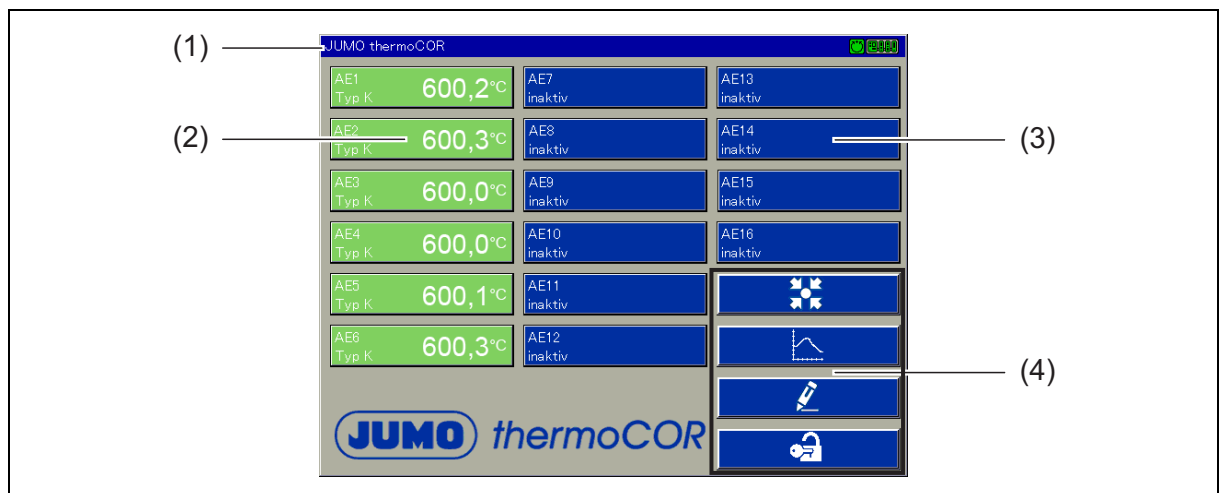 (1)
JUMO thermoCOR
AE1
Typ K 600,2°C
AE7
inaktiv
AE13
inaktiv
(2)
AE2
Typ K 600,3°C
AE8
inaktiv
AE14
inaktiv
(3)
AE3
Typ K 600,0°C
AE9
inaktiv
AE15
inaktiv
AE4
Typ K 600,0°C
AE10
inaktiv
AE16
inaktiv
AE5
Typ K 600,1°C
AE11
inaktiv
AE6
Typ K 600,3°C
AE12
inaktiv
(4)
JUMO thermoCOR